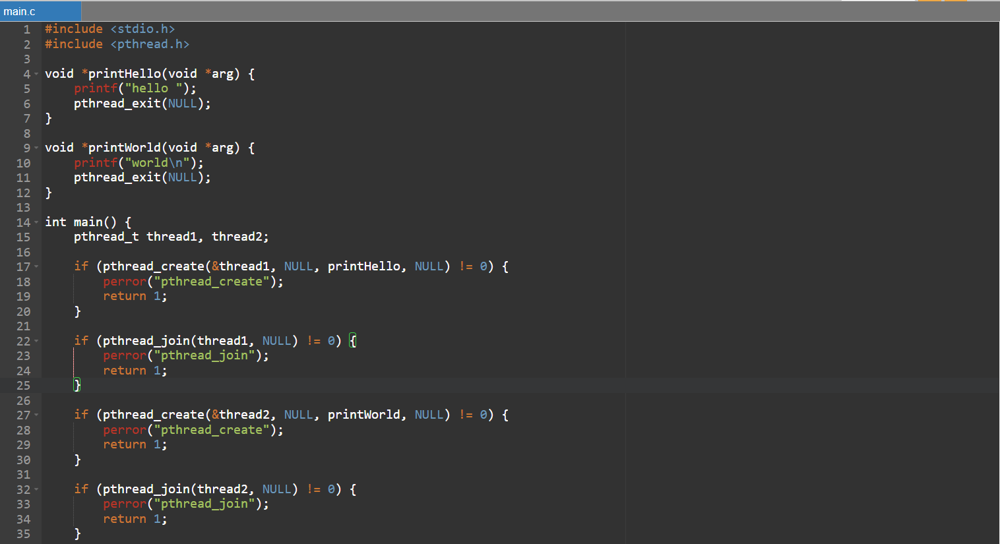 main.c
1 #include <stdio.h>
2 #include <pthread.h>
3
4 void *printHello(void *arg) {
5     printf("hello ");
6     pthread_exit(NULL);
7 }
8
9 void *printWorld(void *arg) {
10     printf("world\n");
11     pthread_exit(NULL);
12 }
13
14 int main() {
15     pthread_t thread1, thread2;
16
17     if (pthread_create(&thread1, NULL, printHello, NULL) != 0) {
18         perror("pthread_create");
19         return 1;
20     }
21
22     if (pthread_join(thread1, NULL) != 0) {
23         perror("pthread_join");
24         return 1;
25     }
26
27     if (pthread_create(&thread2, NULL, printWorld, NULL) != 0) {
28         perror("pthread_create");
29         return 1;
30     }
31
32     if (pthread_join(thread2, NULL) != 0) {
33         perror("pthread_join");
34         return 1;
35     }